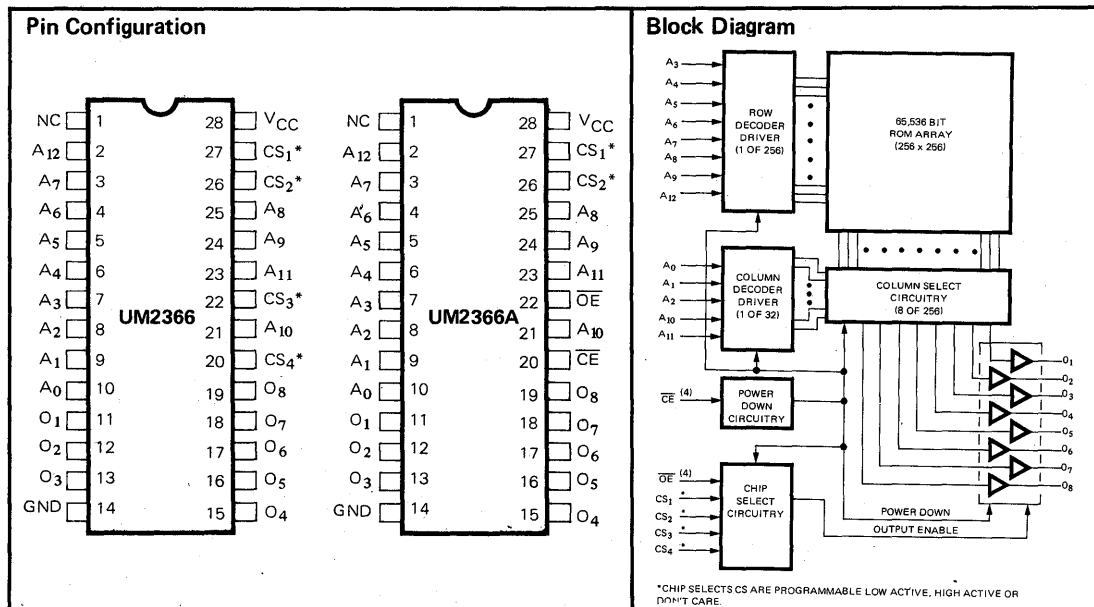 Pin Configuration
NC 1 28 VCC
A12 2 27 CS1*
A7 3 26 CS2*
A6 4 25 A8
A5 5 24 A9
A4 6 23 A11
A3 7 22 CS3*
A2 8 21 A10
A1 9 20 CS4*
A0 10 19 O8
O1 11 18 O7
O2 12 17 O6
O3 13 16 O5
GND 14 15 O4
UM2366
NC 1 28 VCC
A12 2 27 CS1*
A7 3 26 CS2*
A6 4 25 A8
A5 5 24 A9
A4 6 23 A11
A3 7 22 OE
A2 8 21 A10
A1 9 20 CE
A0 10 19 O8
O1 11 18 O7
O2 12 17 O6
O3 13 16 O5
GND 14 15 O4
UM2366A
Block Diagram
A3
A4
A5
A6
A7
A8
A9
A12
ROW
DECODER
DRIVER
(1 OF 256)
65,536 BIT
ROM ARRAY
(256 x 256)
A0
A1
A2
A10
A11
COLUMN
DECODER
DRIVER
(1 OF 32)
COLUMN SELECT
CIRCUITRY
(8 OF 256)
O1
O2
O3
O4
O5
O6
O7
O8
CE (4)
POWER
DOWN
CIRCUITRY
OE (4)
CS1*
CS2*
CS3*
CS4*
CHIP
SELECT
CIRCUITRY
POWER DOWN
OUTPUT ENABLE
*CHIP SELECTS CS ARE PROGRAMMABLE LOW ACTIVE, HIGH ACTIVE OR
DON'T CARE.